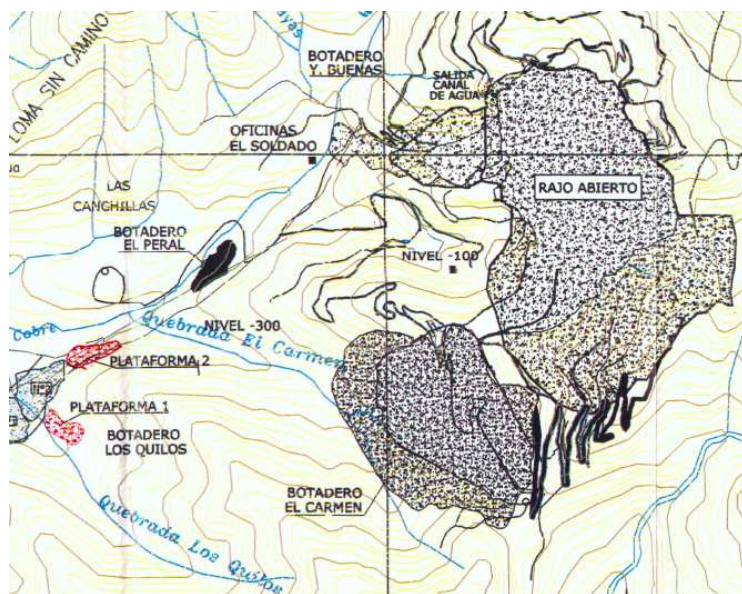 LOMA SIN CAMINO
BOTADERO
Y. BUENAS
SALIDA
CANAL
DE AGUA
OFICINAS
EL SOLDADO
RAJO ABIERTO
LAS
CANCHILLAS
BOTADERO
EL PERAL
NIVEL -100
Cobre
Quebrada El Carmen
NIVEL -300
PLATAFORMA 2
PLATAFORMA 1
BOTADERO
LOS QUILOS
BOTADERO
EL CARMEN
Quebrada Los Quilos